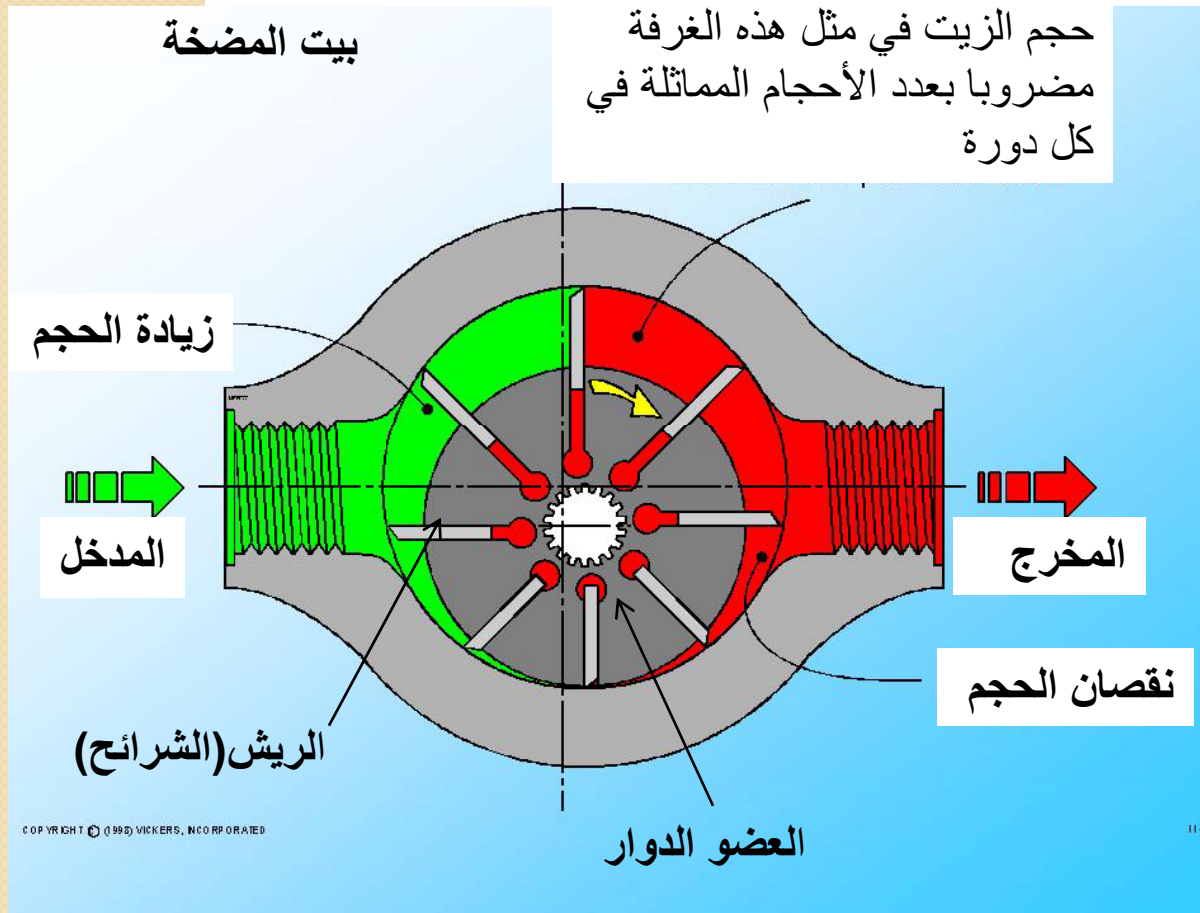 بيت المضخة
حجم الزيت في مثل هذه الغرفة
مضروبا بعدد الأحجام المماثلة في
كل دورة
زيادة الحجم
المدخل
المخرج
نقصان الحجم
الريش(الشرائح)
العضو الدوار
COPYRIGHT © (1998) VICKERS, INCORPORATED